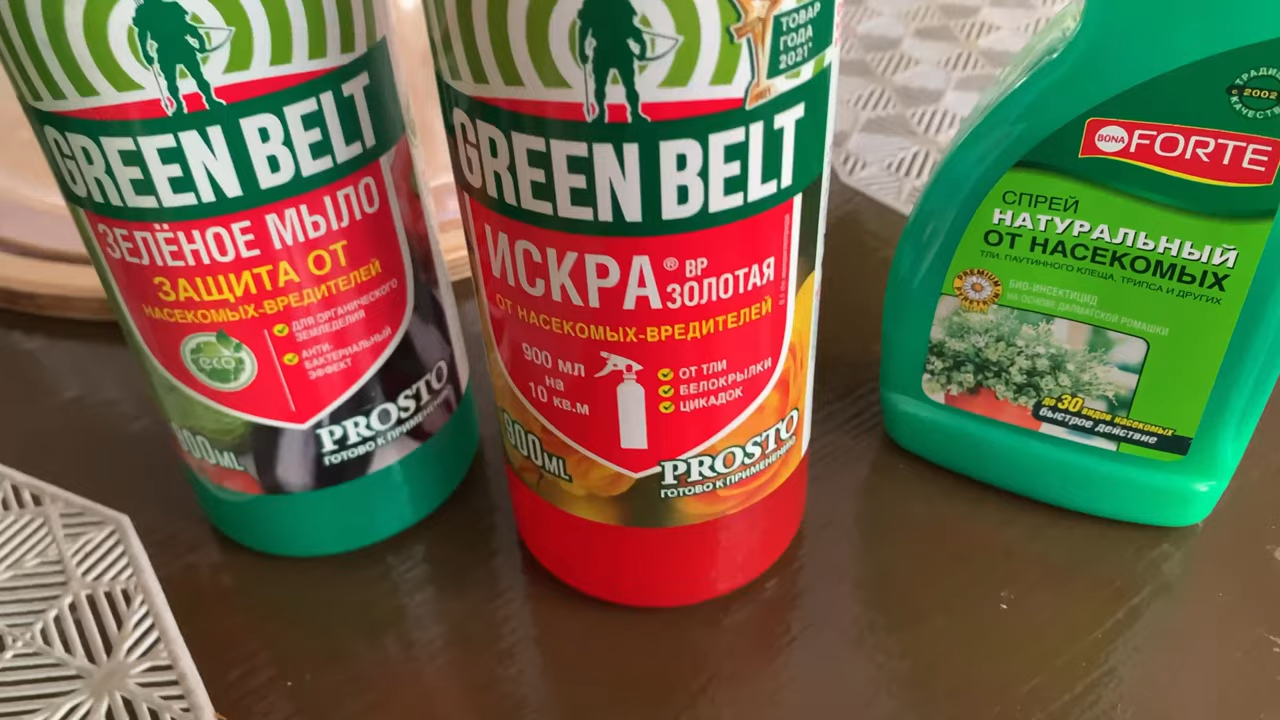 GREEN BELT
ЗЕЛЁНОЕ МЫЛО
ЗАЩИТА ОТ
НАСЕКОМЫХ-ВРЕДИТЕЛЕЙ
ДЛЯ ОРГАНИЧЕСКОГО
ЗЕМЛЕДЕЛИЯ
АНТИ-
БАКТЕРИАЛЬНЫЙ
ЭФФЕКТ
eco
PROSTO
ГОТОВО К ПРИМЕНЕНИЮ
900ML
ТОВАР
ГОДА
2021*
GREEN BELT
ИСКРА® ВР
ЗОЛОТАЯ
ОТ НАСЕКОМЫХ-ВРЕДИТЕЛЕЙ
900 МЛ
НА
10 КВ.М
ОТ ТЛИ
БЕЛОКРЫЛКИ
ЦИКАДОК
900ML
PROSTO
ГОТОВО К ПРИМЕНЕНИЮ
2002
BONA FORTE
СПРЕЙ
НАТУРАЛЬНЫЙ
ОТ НАСЕКОМЫХ
ТЛИ, ПАУТИННОГО КЛЕЩА, ТРИПСА И ДРУГИХ
БИО-ИНСЕКТИЦИД
НА ОСНОВЕ ДАЛМАТСКОЙ РОМАШКИ
до 30 видов насекомых
быстрое действие